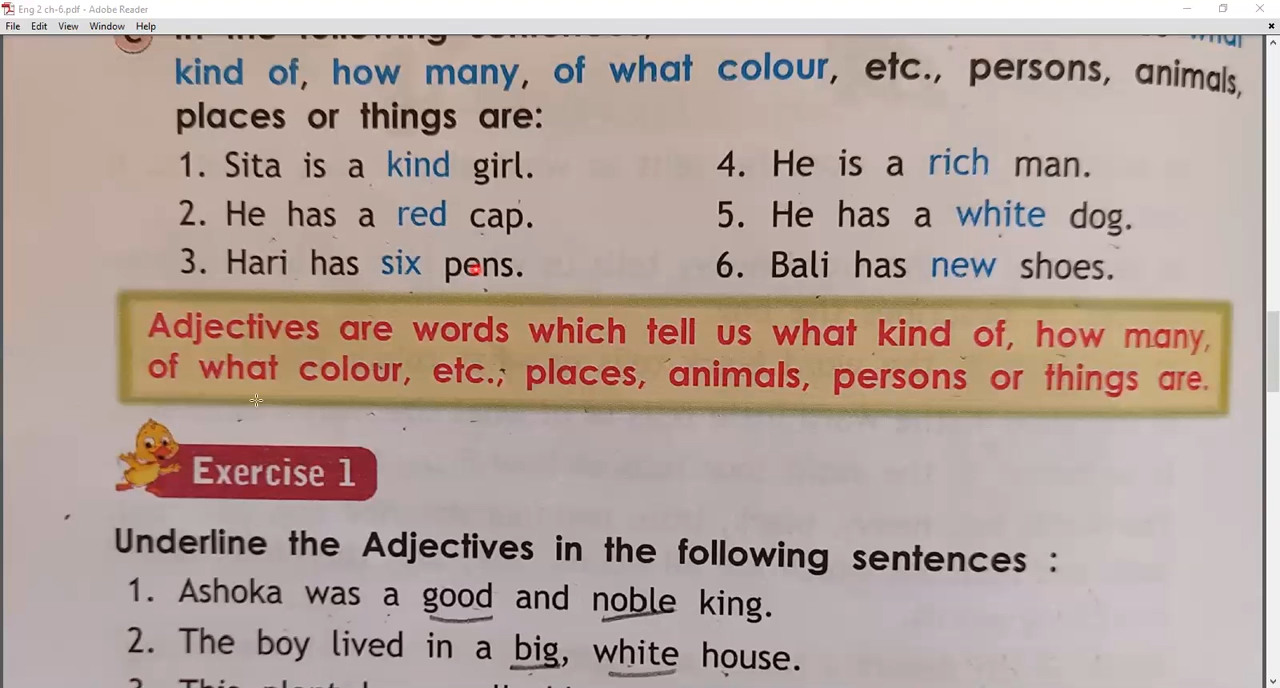 Eng 2 ch-6.pdf - Adobe Reader
File Edit View Window Help
kind of, how many, of what colour, etc., persons, animals,
places or things are:
1. Sita is a kind girl.
2. He has a red cap.
3. Hari has six pens.
4. He is a rich man.
5. He has a white dog.
6. Bali has new shoes.
Adjectives are words which tell us what kind of, how many,
of what colour, etc., places, animals, persons or things are.
Exercise 1
Underline the Adjectives in the following sentences :
1. Ashoka was a good and noble king.
2. The boy lived in a big, white house.